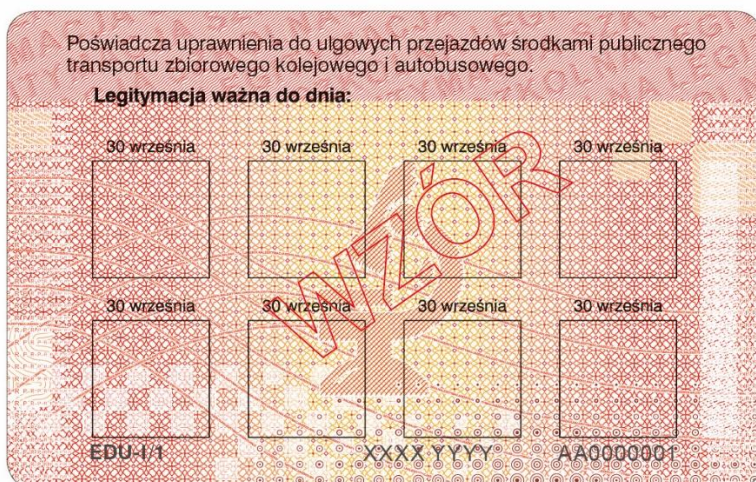 Poświadcza uprawnienia do ulgowych przejazdów środkami publicznego
transportu zbiorowego kolejowego i autobusowego.
Legitymacja ważna do dnia:
30 września 30 września 30 września 30 września
WZÓR
30 września 30 września 30 września 30 września
EDU-I/1 XXXX YYYY AA0000001